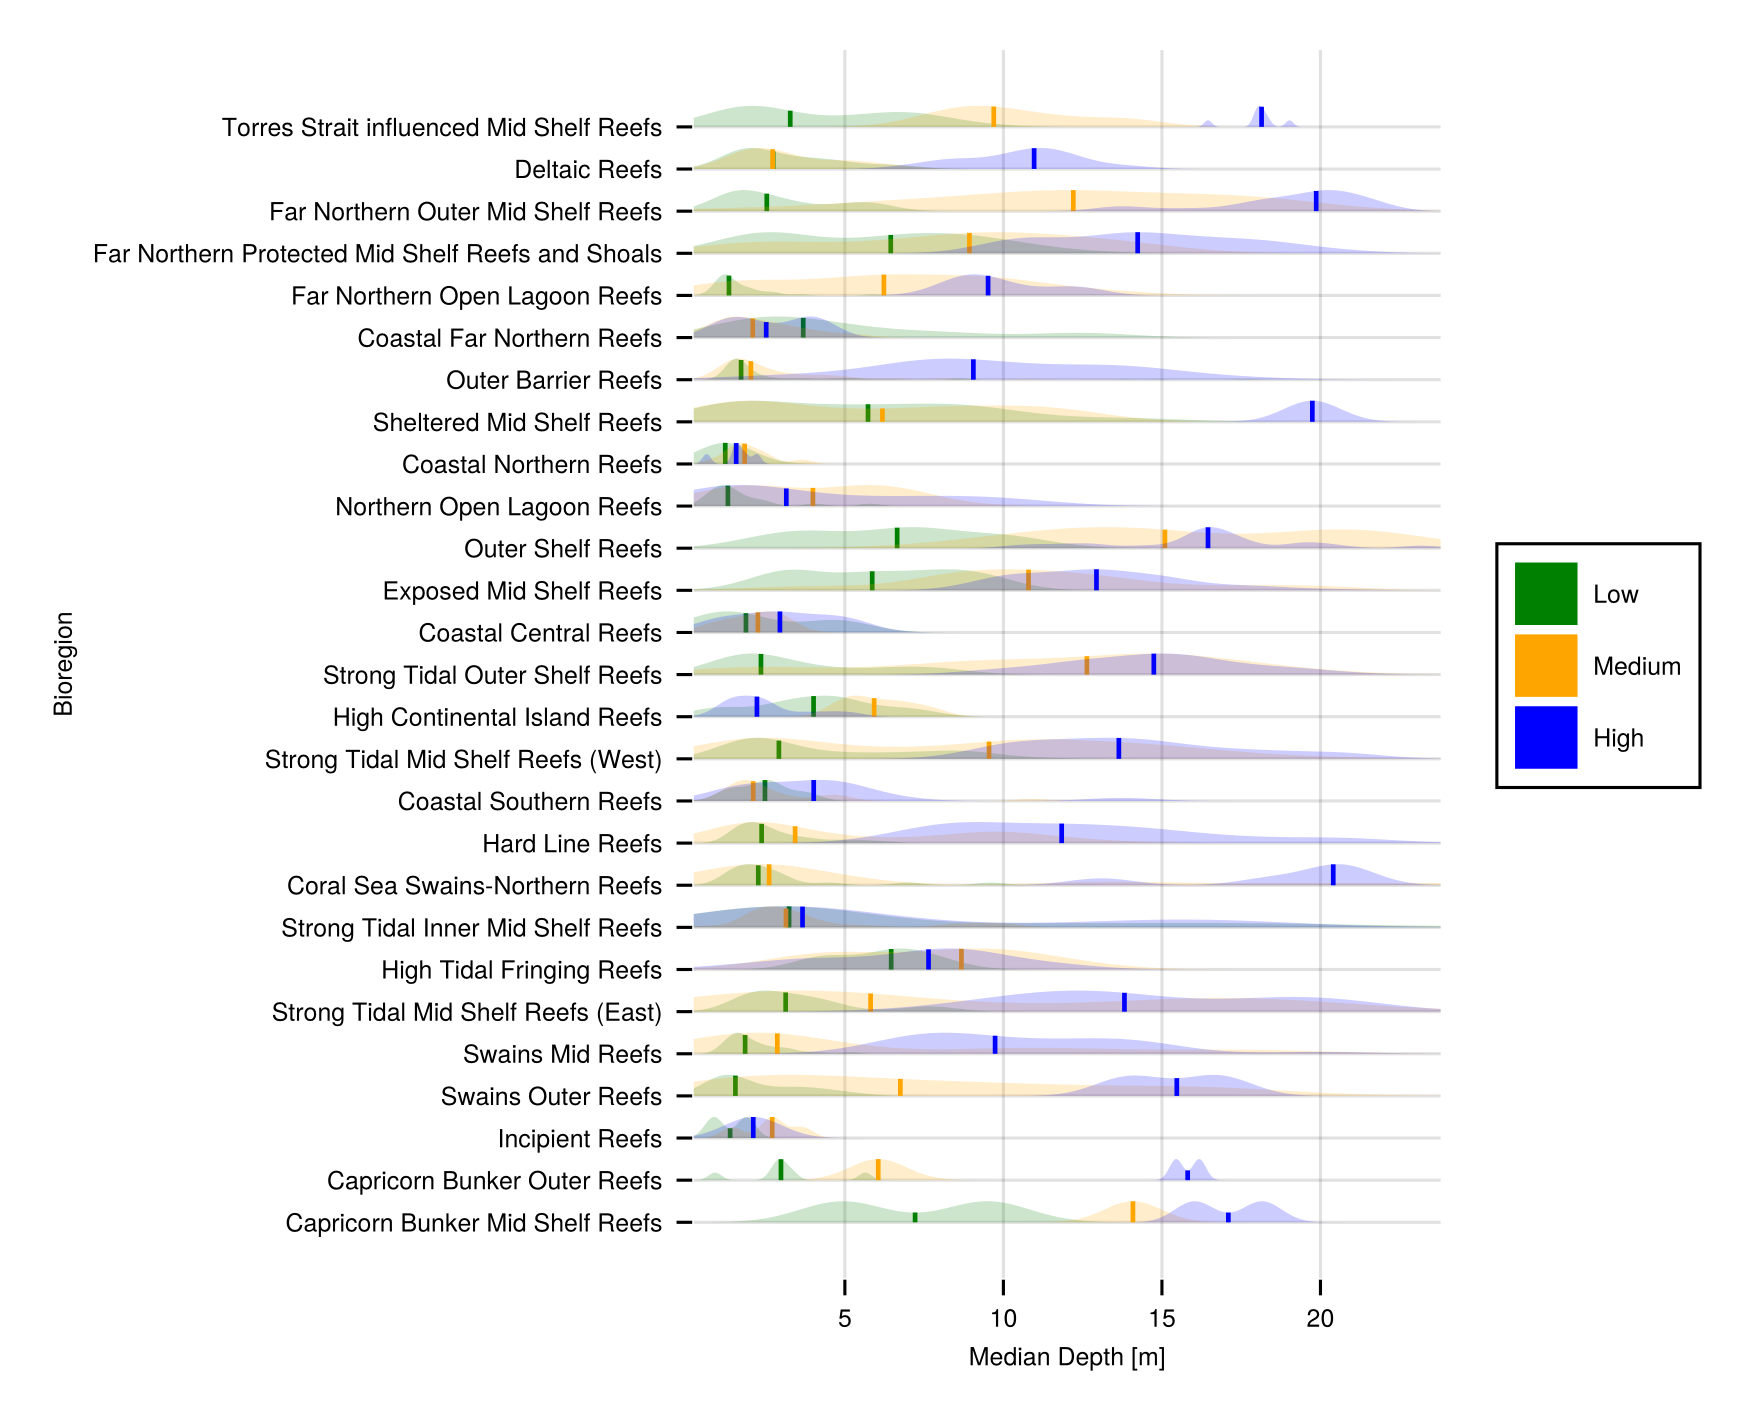 Torres Strait influenced Mid Shelf Reefs
Deltaic Reefs
Far Northern Outer Mid Shelf Reefs
Far Northern Protected Mid Shelf Reefs and Shoals
Far Northern Open Lagoon Reefs
Coastal Far Northern Reefs
Outer Barrier Reefs
Sheltered Mid Shelf Reefs
Coastal Northern Reefs
Northern Open Lagoon Reefs
Outer Shelf Reefs
Exposed Mid Shelf Reefs
Coastal Central Reefs
Strong Tidal Outer Shelf Reefs
High Continental Island Reefs
Strong Tidal Mid Shelf Reefs (West)
Coastal Southern Reefs
Hard Line Reefs
Coral Sea Swains-Northern Reefs
Strong Tidal Inner Mid Shelf Reefs
High Tidal Fringing Reefs
Strong Tidal Mid Shelf Reefs (East)
Swains Mid Reefs
Swains Outer Reefs
Incipient Reefs
Capricorn Bunker Outer Reefs
Capricorn Bunker Mid Shelf Reefs
Bioregion
5 10 15 20
Median Depth [m]
Low
Medium
High